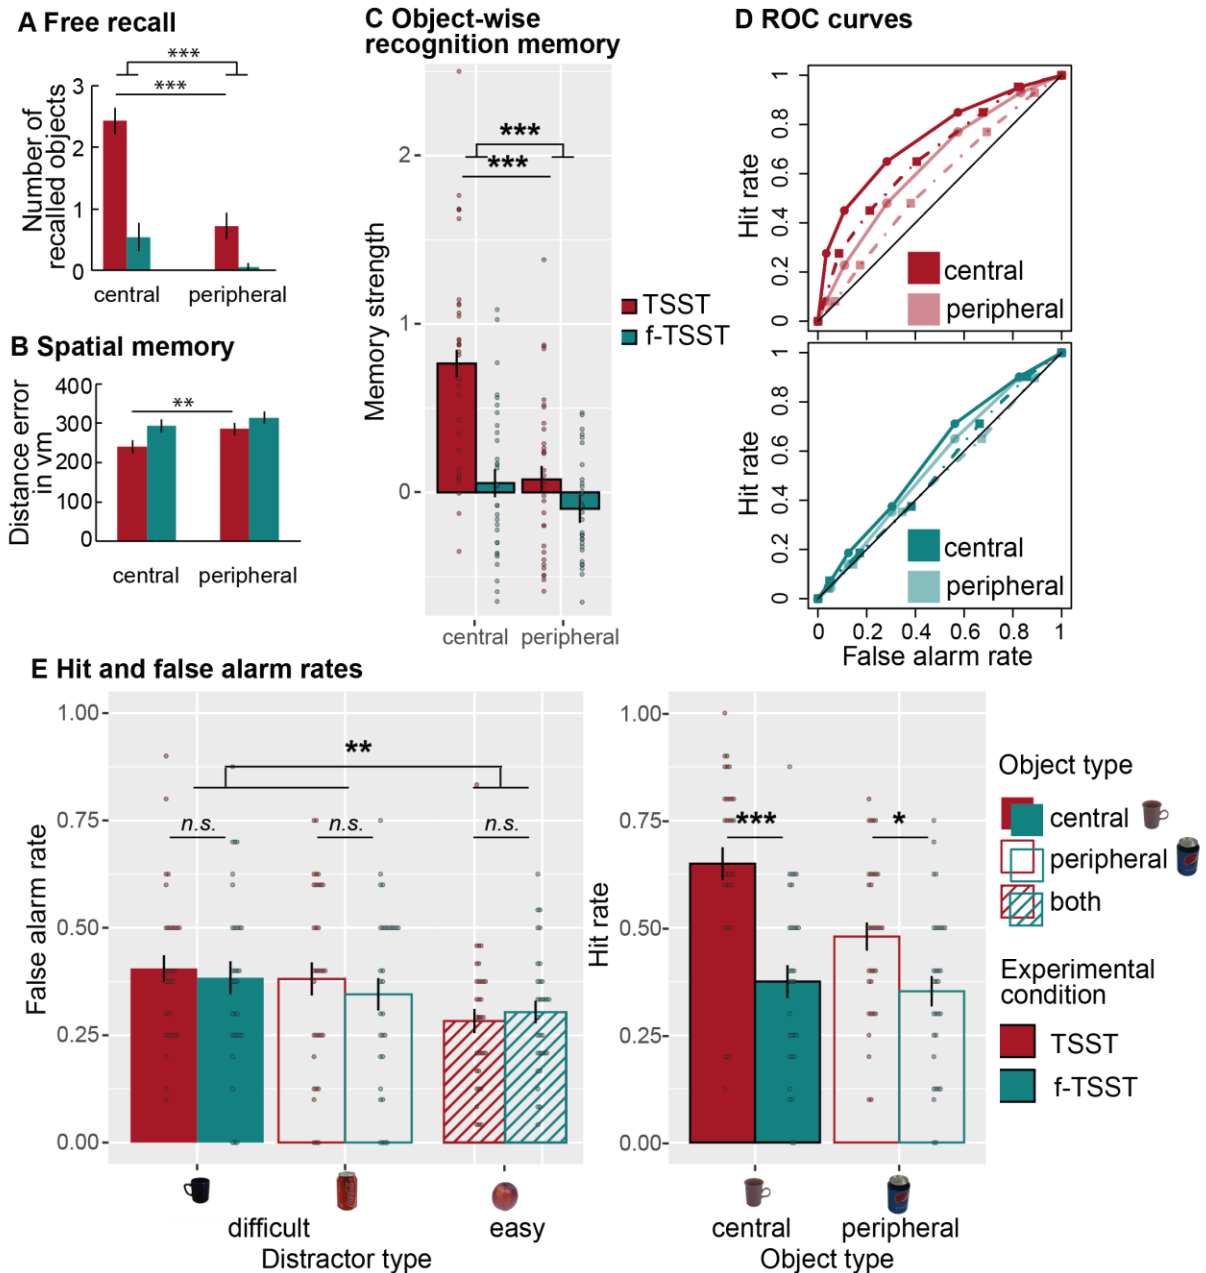 A Free recall
***
***
Number of
recalled objects
3
2
1
0
central
peripheral
B Spatial memory
Distance error
in vm
400
300
200
100
0
**
central
peripheral
C Object-wise
recognition memory
Memory strength
2
1
0
***
***
central
peripheral
TSST
f-TSST
D ROC curves
Hit rate
1
0.8
0.6
0.4
0.2
0
central
peripheral
Hit rate
1
0.8
0.6
0.4
0.2
0
central
peripheral
0 0.2 0.4 0.6 0.8 1
False alarm rate
E Hit and false alarm rates
False alarm rate
1.00
0.75
0.50
0.25
0.00
**
n.s.
n.s.
n.s.
difficult
easy
Distractor type
Hit rate
1.00
0.75
0.50
0.25
0.00
***
*
central
peripheral
Object type
Object type
central
peripheral
both
Experimental
condition
TSST
f-TSST